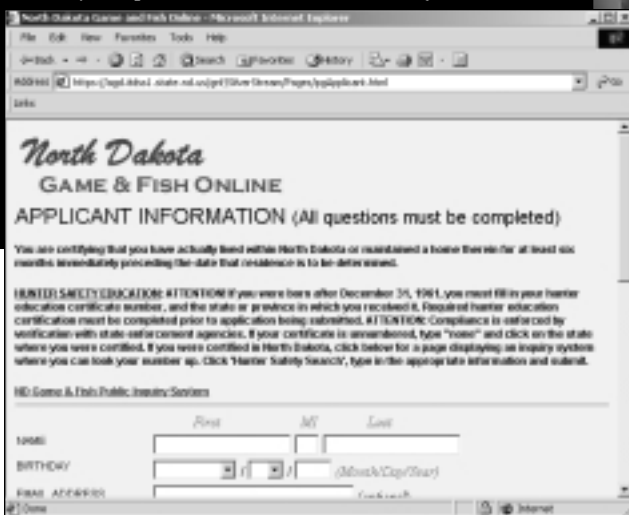 North Dakota Game and Fish Online - Microsoft Internet Explorer
File Edit View Favorites Tools Help
Back Search Favorites History
Address Go
Links
North Dakota
GAME & FISH ONLINE
APPLICANT INFORMATION (All questions must be completed)
You are certifying that you have actually lived within North Dakota or maintained a home therein for at least six
months immediately preceding the date that residence is to be determined.
HUNTER SAFETY EDUCATION: ATTENTION! If you were born after December 31, 1961, you must fill in your hunter
education certificate number, and the state or province in which you received it. Required hunter education
certification must be completed prior to application being submitted. ATTENTION: Compliance is enforced by
verification with state enforcement agencies. If your certificate is unnumbered, type "none" and click on the state
where you were certified. If you were certified in North Dakota, click below for a page displaying an inquiry system
where you can look your number up. Click 'Hunter Safety Search', type in the appropriate information and submit.
ND Game & Fish Public Inquiry System
First MI Last
NAME
BIRTHDAY / / (Month/Day/Year)
EMAIL ADDRESS (optional)
Done Internet